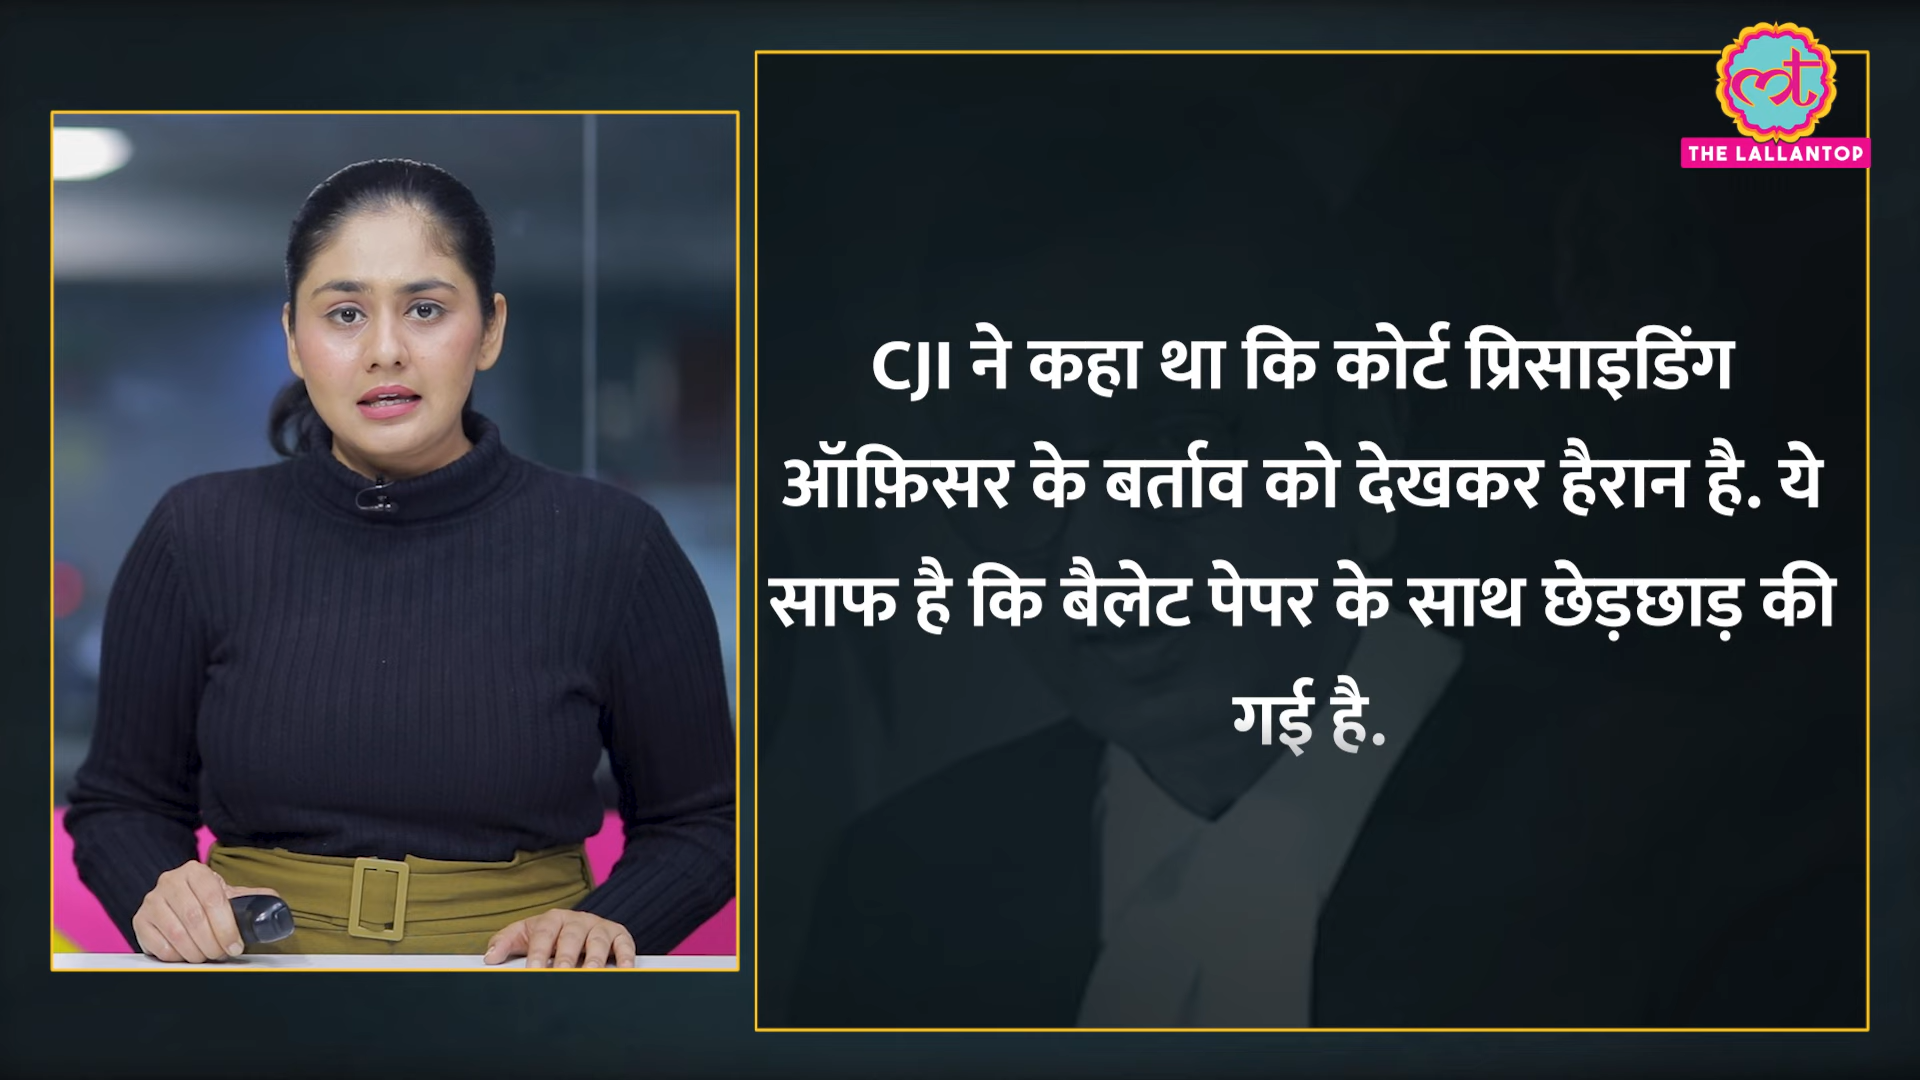 THE LALLANTOP
CJI ने कहा था कि कोर्ट प्रिसाइडिंग
ऑफ़िसर के बर्ताव को देखकर हैरान है. ये
साफ है कि बैलेट पेपर के साथ छेड़छाड़ की
गई है.